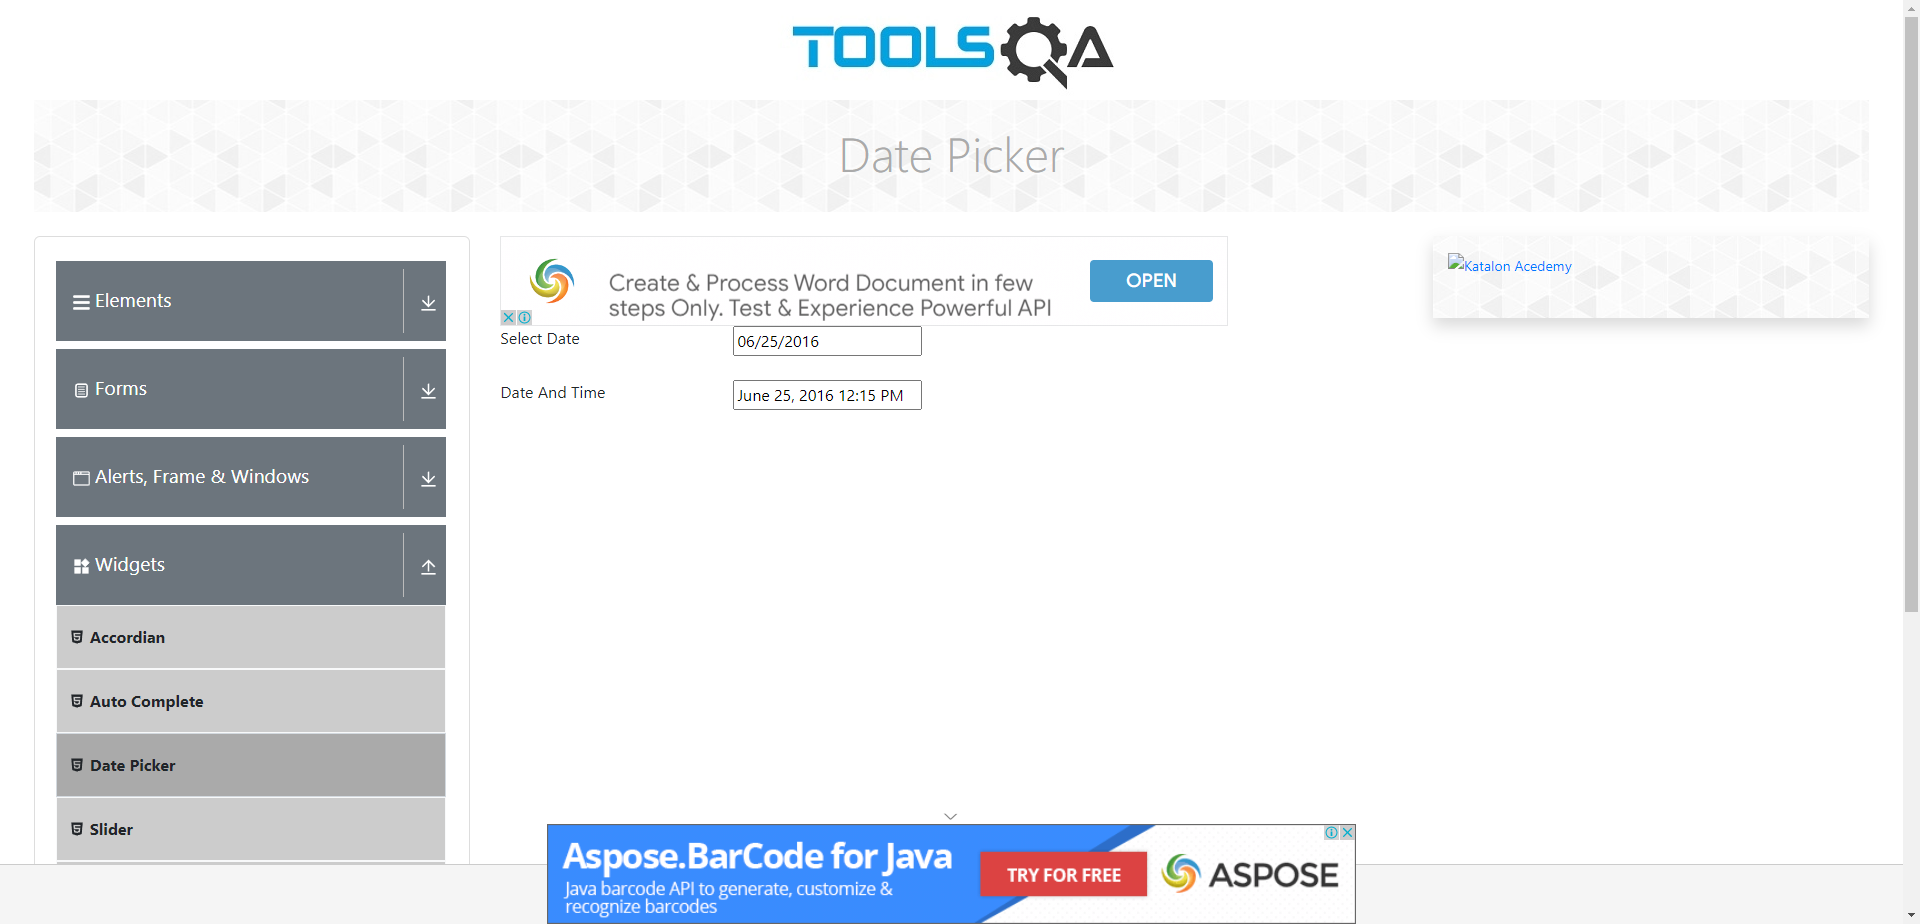 TOOLSQA
Date Picker
Elements
Forms
Alerts, Frame & Windows
Widgets
Accordian
Auto Complete
Date Picker
Slider
Create & Process Word Document in few
steps Only. Test & Experience Powerful API
OPEN
Select Date
06/25/2016
Date And Time
June 25, 2016 12:15 PM
Katalon Acedemy
Aspose.BarCode for Java
Java barcode API to generate, customize &
recognize barcodes
TRY FOR FREE
ASPOSE